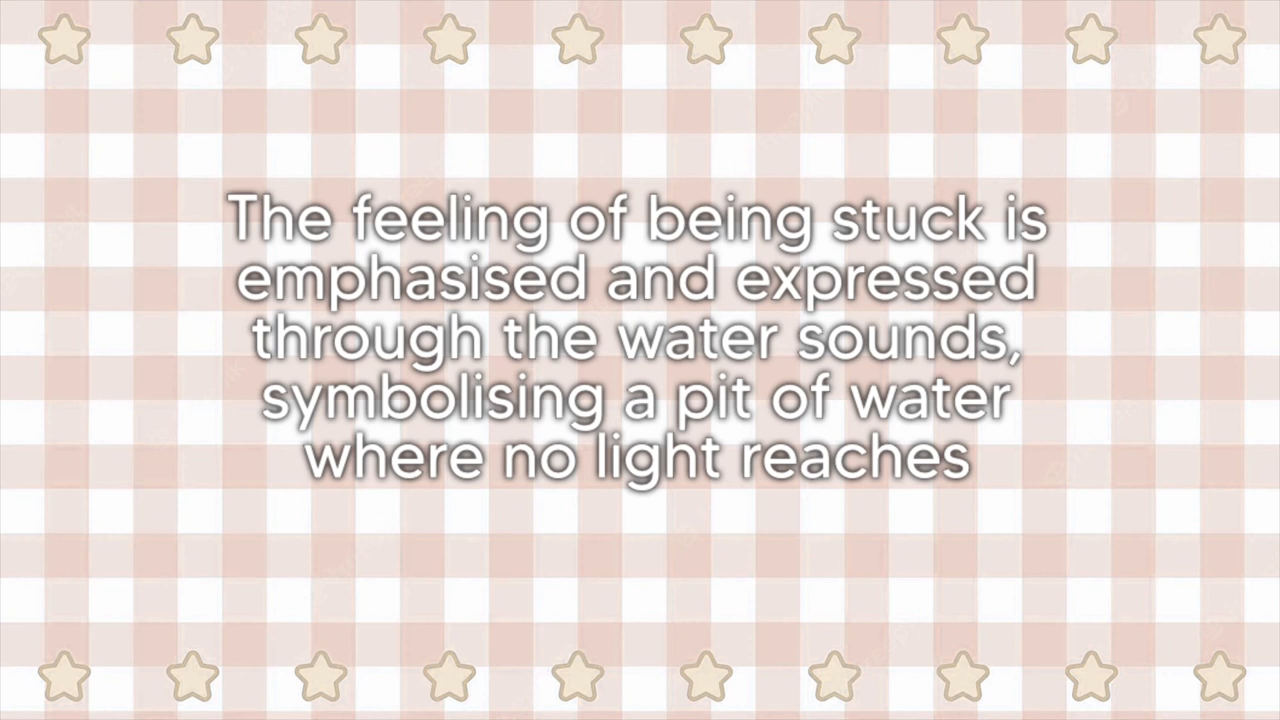 The feeling of being stuck is
emphasised and expressed
through the water sounds,
symbolising a pit of water
where no light reaches